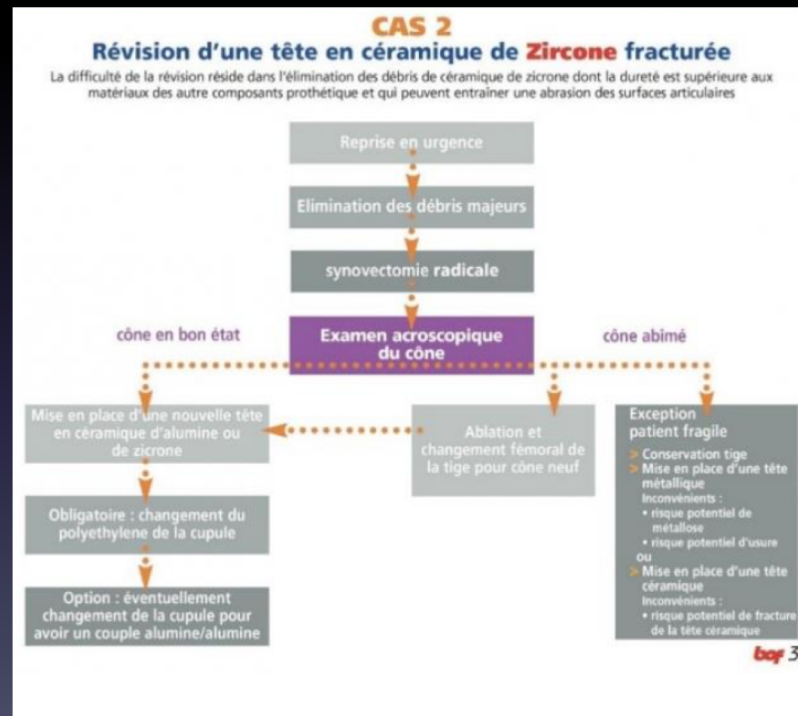 CAS 2
Révision d'une tête en céramique de Zircone fracturée
La difficulté de la révision réside dans l'élimination des débris de céramique de zicrone dont la dureté est supérieure aux
matériaux des autre composants prothétique et qui peuvent entraîner une abrasion des surfaces articulaires
Reprise en urgence
Elimination des débris majeurs
synovectomie radicale
cône en bon état
Examen acroscopique
du cône
cône abîmé
Mise en place d'une nouvelle tête
en céramique d'alumine ou
de zicrone
Ablation et
changement fémoral de
la tige pour cône neuf
Exception
patient fragile
> Conservation tige
> Mise en place d'une tête
métallique
Inconvénients :
• risque potentiel de
métallose
• risque potentiel d'usure
ou
> Mise en place d'une tête
céramique
Inconvénients :
• risque potentiel de fracture
de la tête céramique
Obligatoire : changement du
polyethylene de la cupule
Option : éventuellement
changement de la cupule pour
avoir un couple alumine/alumine
bof 3